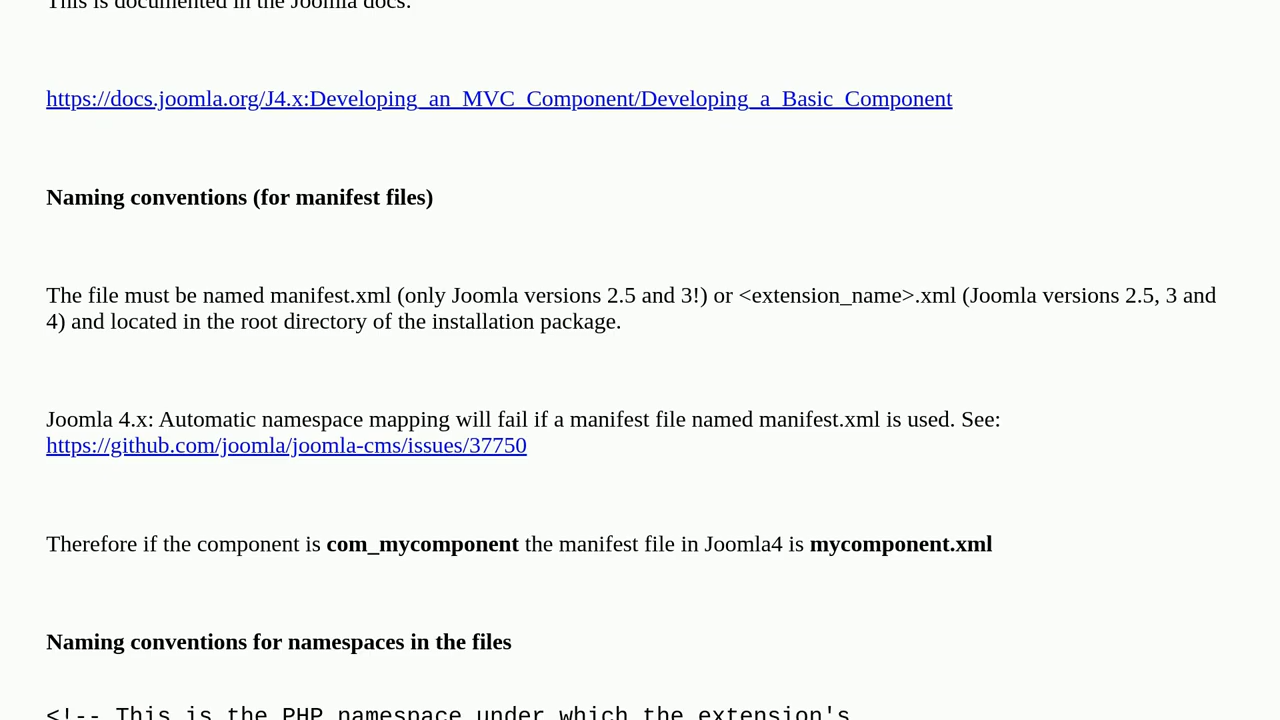 This is documented in the Joomla docs:
https://docs.joomla.org/J4.x:Developing_an_MVC_Component/Developing_a_Basic_Component
Naming conventions (for manifest files)
The file must be named manifest.xml (only Joomla versions 2.5 and 3!) or <extension_name>.xml (Joomla versions 2.5, 3 and
4) and located in the root directory of the installation package.
Joomla 4.x: Automatic namespace mapping will fail if a manifest file named manifest.xml is used. See:
https://github.com/joomla/joomla-cms/issues/37750
Therefore if the component is com_mycomponent the manifest file in Joomla4 is mycomponent.xml
Naming conventions for namespaces in the files
<!-- This is the PHP namespace under which the extension's